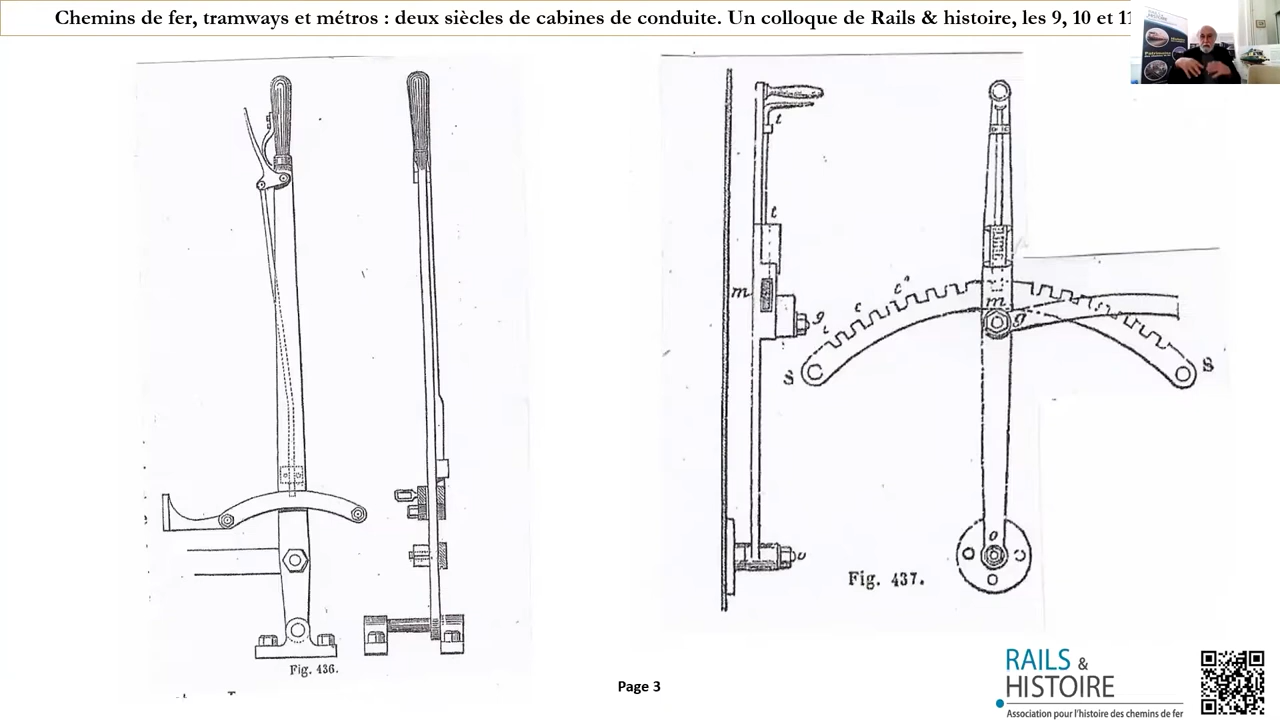 Chemins de fer, tramways et métros : deux siècles de cabines de conduite. Un colloque de Rails & histoire, les 9, 10 et 11
HISTOIRE
t
t
m
g
c
c
i
m
g
S
S
o
o
Fig. 437.
Fig. 436.
Page 3
RAILS &
HISTOIRE
Association pour l'histoire des chemins de fer